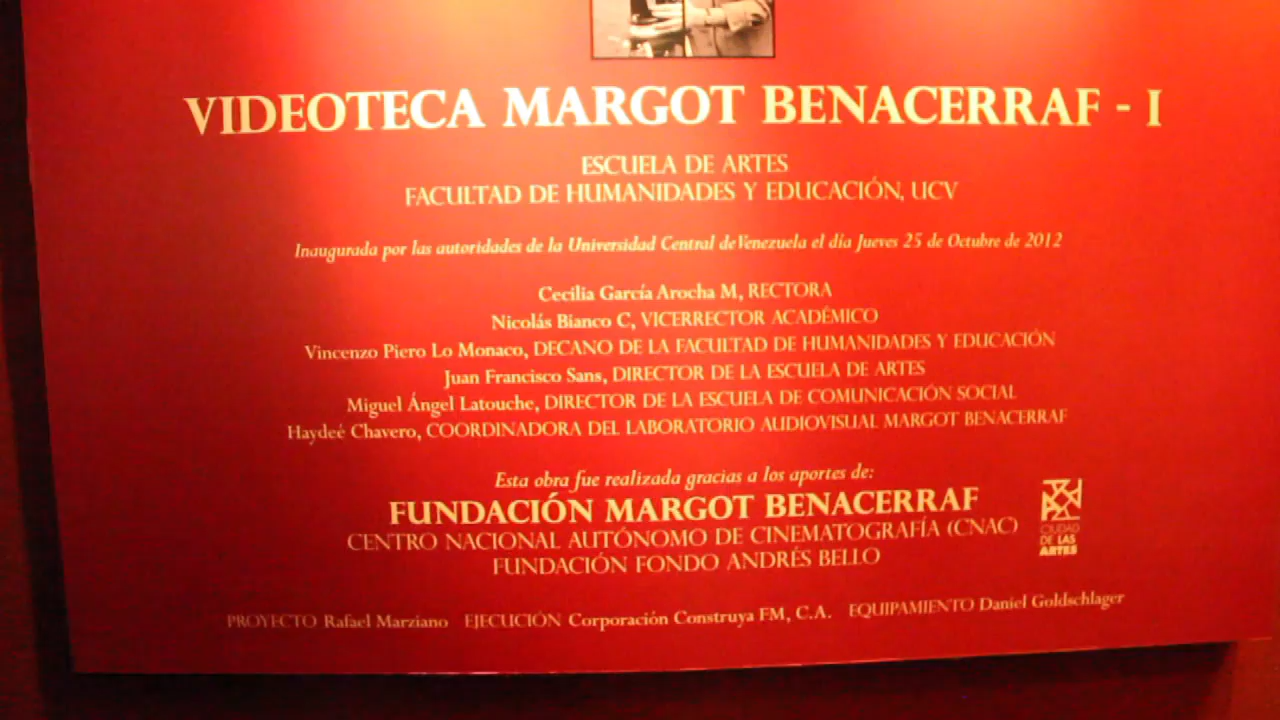 VIDEOTECA MARGOT BENACERRAF - I
ESCUELA DE ARTES
FACULTAD DE HUMANIDADES Y EDUCACIÓN, UCV
Inaugurada por las autoridades de la Universidad Central de Venezuela el día Jueves 25 de Octubre de 2012
Cecilia García Arocha M, RECTORA
Nicolás Bianco C, VICERRECTOR ACADÉMICO
Vincenzo Piero Lo Monaco, DECANO DE LA FACULTAD DE HUMANIDADES Y EDUCACIÓN
Juan Francisco Sans, DIRECTOR DE LA ESCUELA DE ARTES
Miguel Ángel Latouche, DIRECTOR DE LA ESCUELA DE COMUNICACIÓN SOCIAL
Haydeé Chavero, COORDINADORA DEL LABORATORIO AUDIOVISUAL MARGOT BENACERRAF
Esta obra fue realizada gracias a los aportes de:
FUNDACIÓN MARGOT BENACERRAF
CENTRO NACIONAL AUTÓNOMO DE CINEMATOGRAFÍA (CNAC)
FUNDACIÓN FONDO ANDRÉS BELLO
CIUDAD
DE LAS
ARTES
PROYECTO Rafael Marziano EJECUCIÓN Corporación Construya FM, C.A. EQUIPAMIENTO Daniel Goldschlager